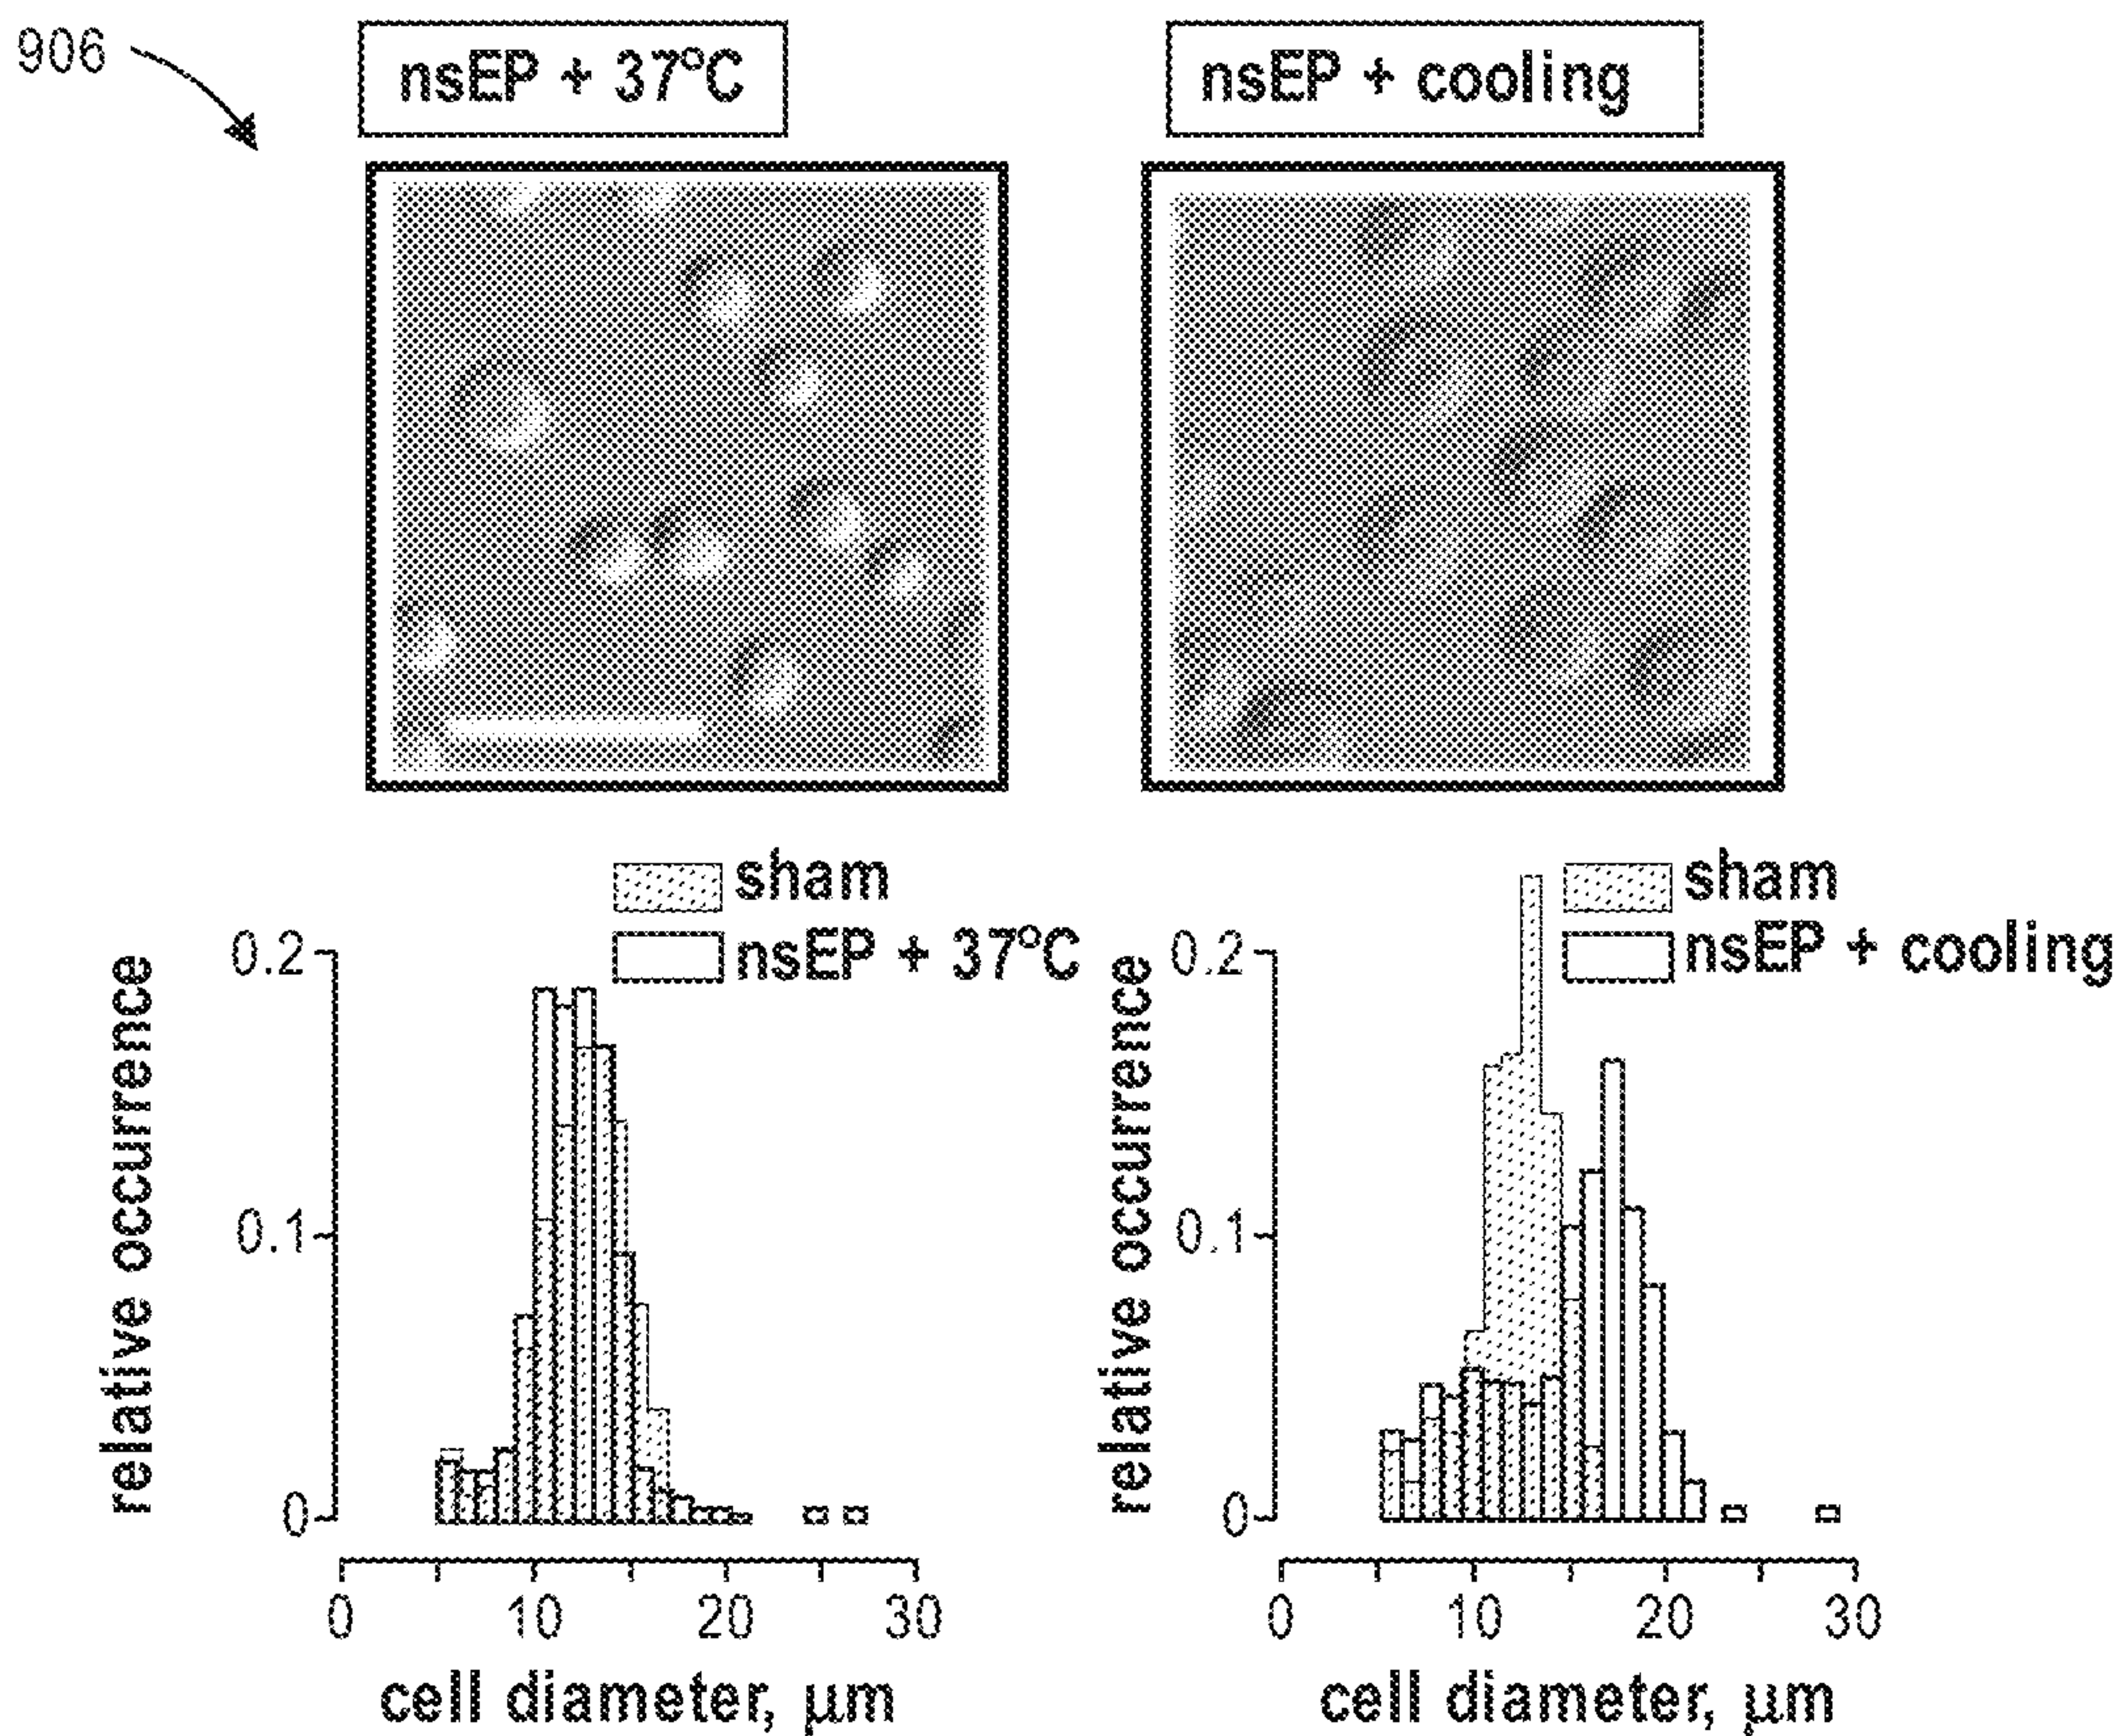 906
nsEP + 37°C
nsEP + cooling
sham
nsEP + 37°C
relative occurrence
0.2
0.1
0
0
10
20
30
cell diameter, μm
sham
nsEP + cooling
relative occurrence
0.2
0.1
0
0
10
20
30
cell diameter, μm